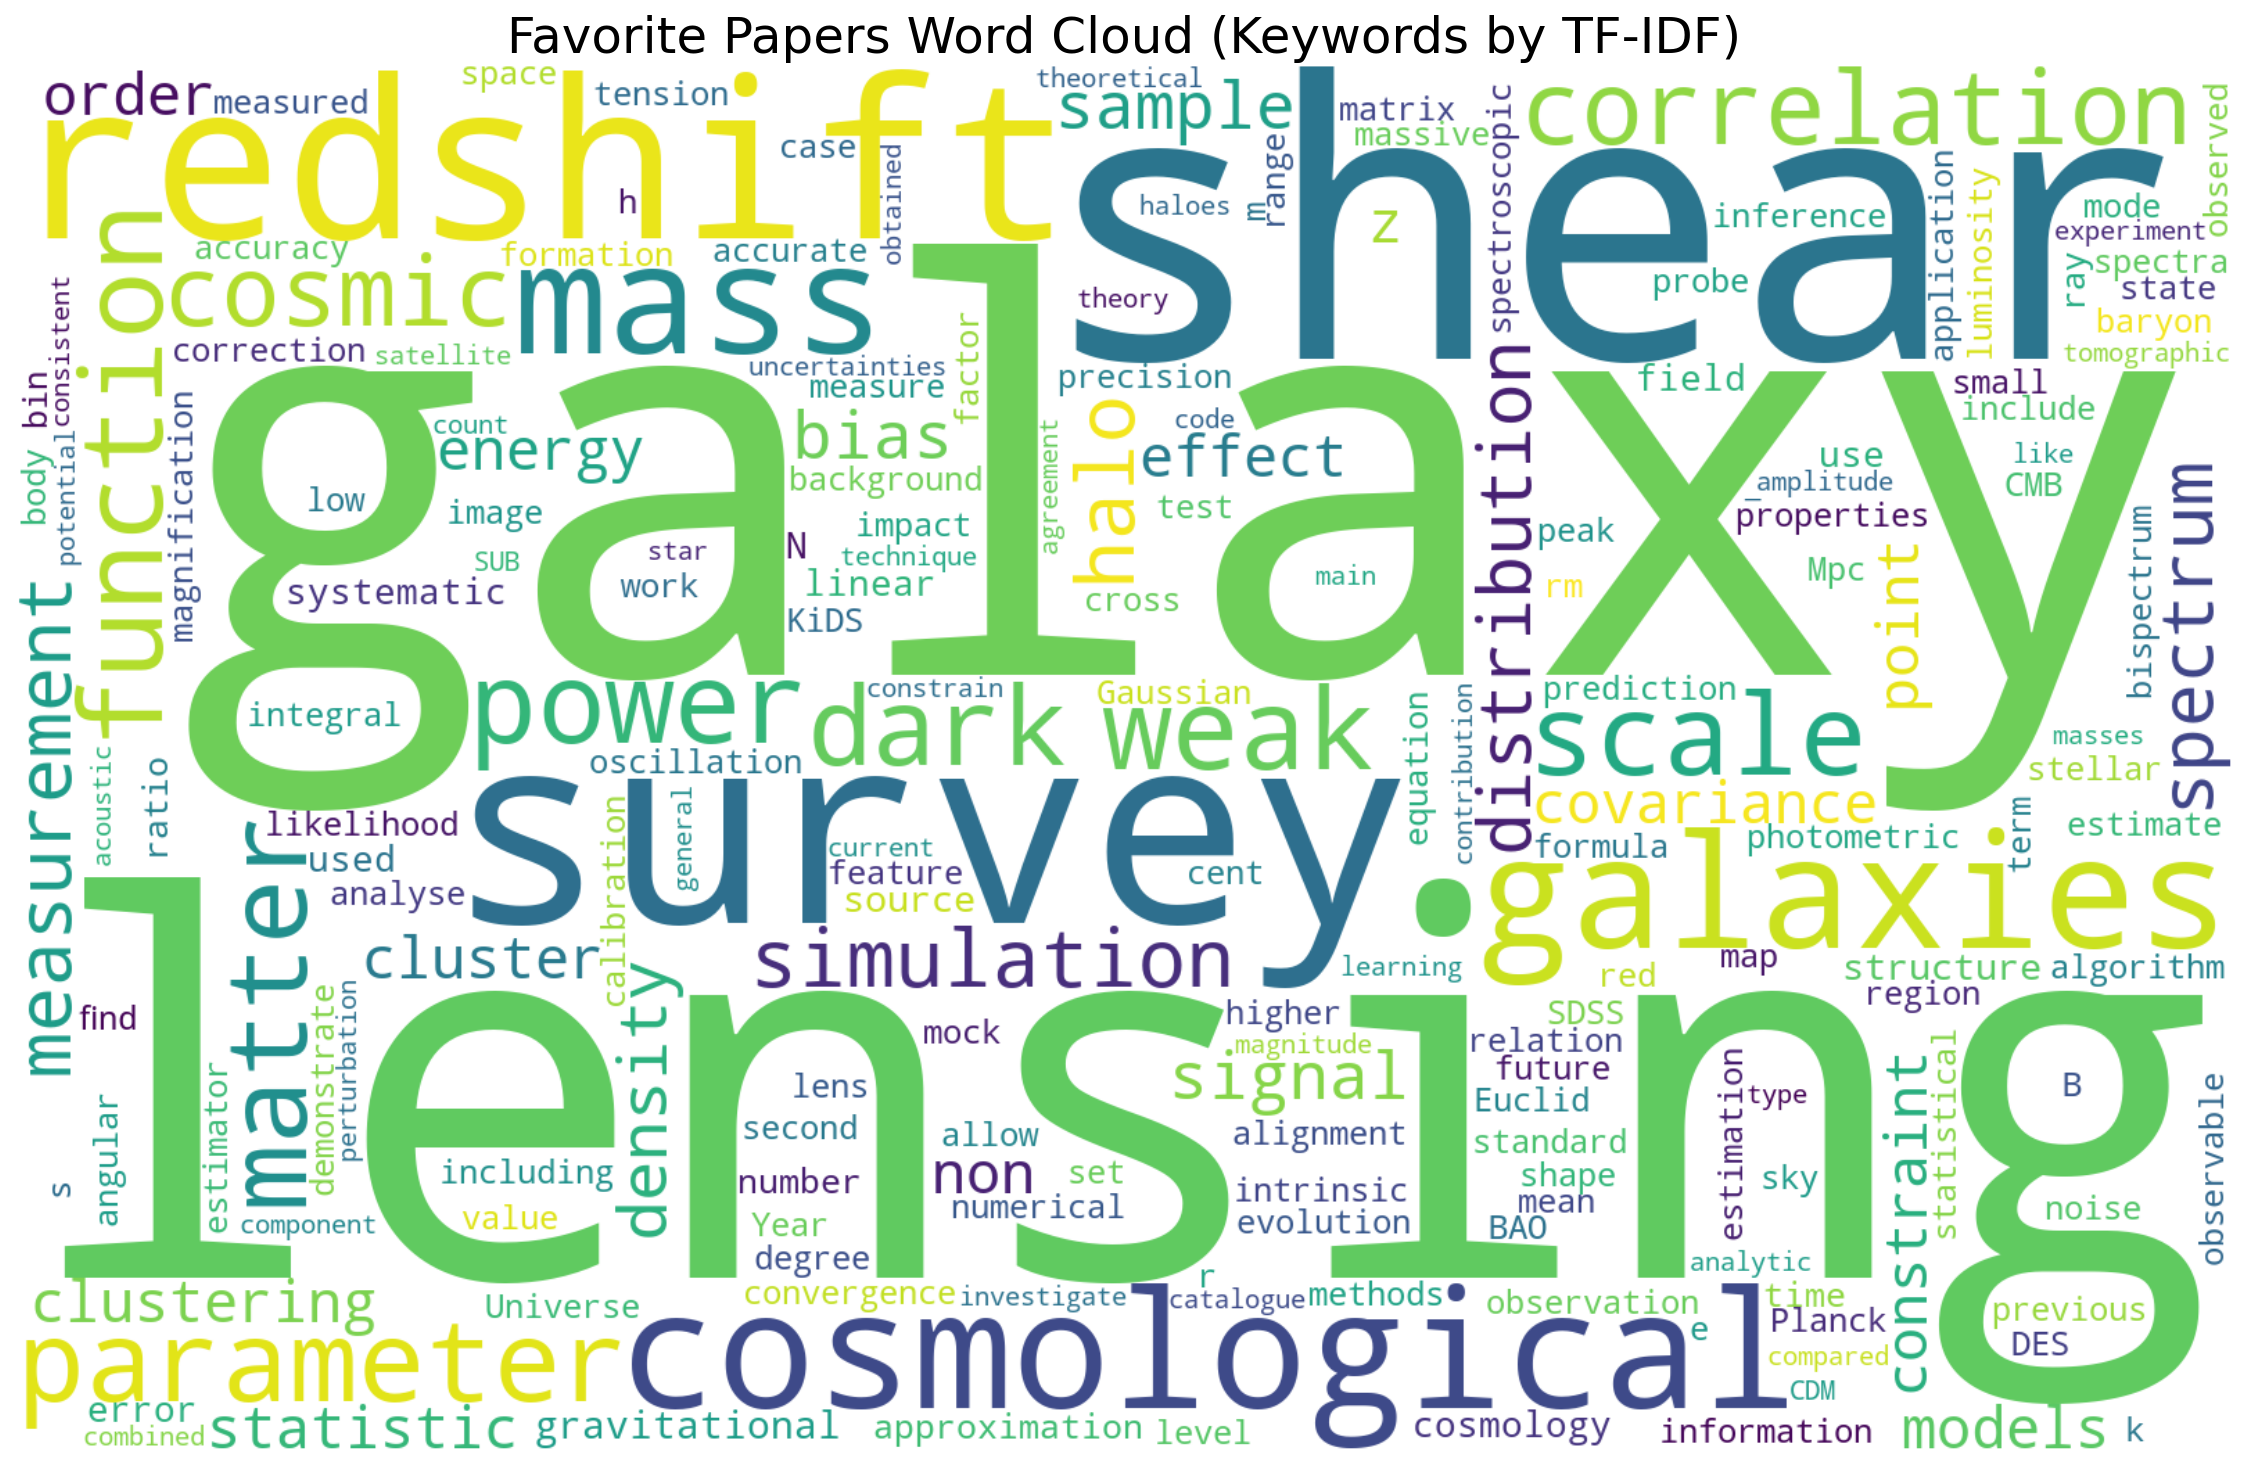 Favorite Papers Word Cloud (Keywords by TF-IDF)
space
theoretical
order
measured
tension
sample
matrix
massive
spectroscopic
correlation
observed
redshift
case
obtained
shear
range
m
haloes
h
Z
inference
application
luminosity
mode
experiment
spectra
ray
state
baryon
tomographic
function
accuracy
formation
accurate
cosmic
mass
theory
probe
consistent
correction
satellite
uncertainties
measure
factor
precision
field
small
include
bin
magnification
galaxy
count
energy
bias
halo
code
effect
distribution
use
like
CMB
_amplitude
properties
body
potential
low
image
background
agreement
test
peak
spectrum
impact
N
star
technique
SUB
systematic
work
linear
KiDS
cross
main
rm
Mpc
point
bispectrum
measurement
integral
power
constrain
dark
Gaussian
weak
equation
contribution
prediction
scale
masses
stellar
acoustic
ratio
oscillation
covariance
likelihood
used
analyse
calibration
general
survey
current
feature
source
cent
formula
photometric
term
estimate
matter
galaxies
cluster
simulation
learning
red
map
structure
algorithm
region
find
density
lensing
demonstrate
perturbation
mock
higher
magnitude
SDSS
relation
signal
future
Euclid
estimation
type
constraint
statistical
B
observable
angular
estimator
lens
second
allow
alignment
standard
shape
s
including
number
non
set
intrinsic
mean
sky
value
Year
numerical
evolution
BAO
noise
component
degree
analytic
clustering
Universe
convergence
investigate
r
catalogue
methods
observation
time
previous
e
Planck
DES
parameter
cosmological
compared
CDM
error
combined
statistic
gravitational
approximation
level
cosmology
information
models
k